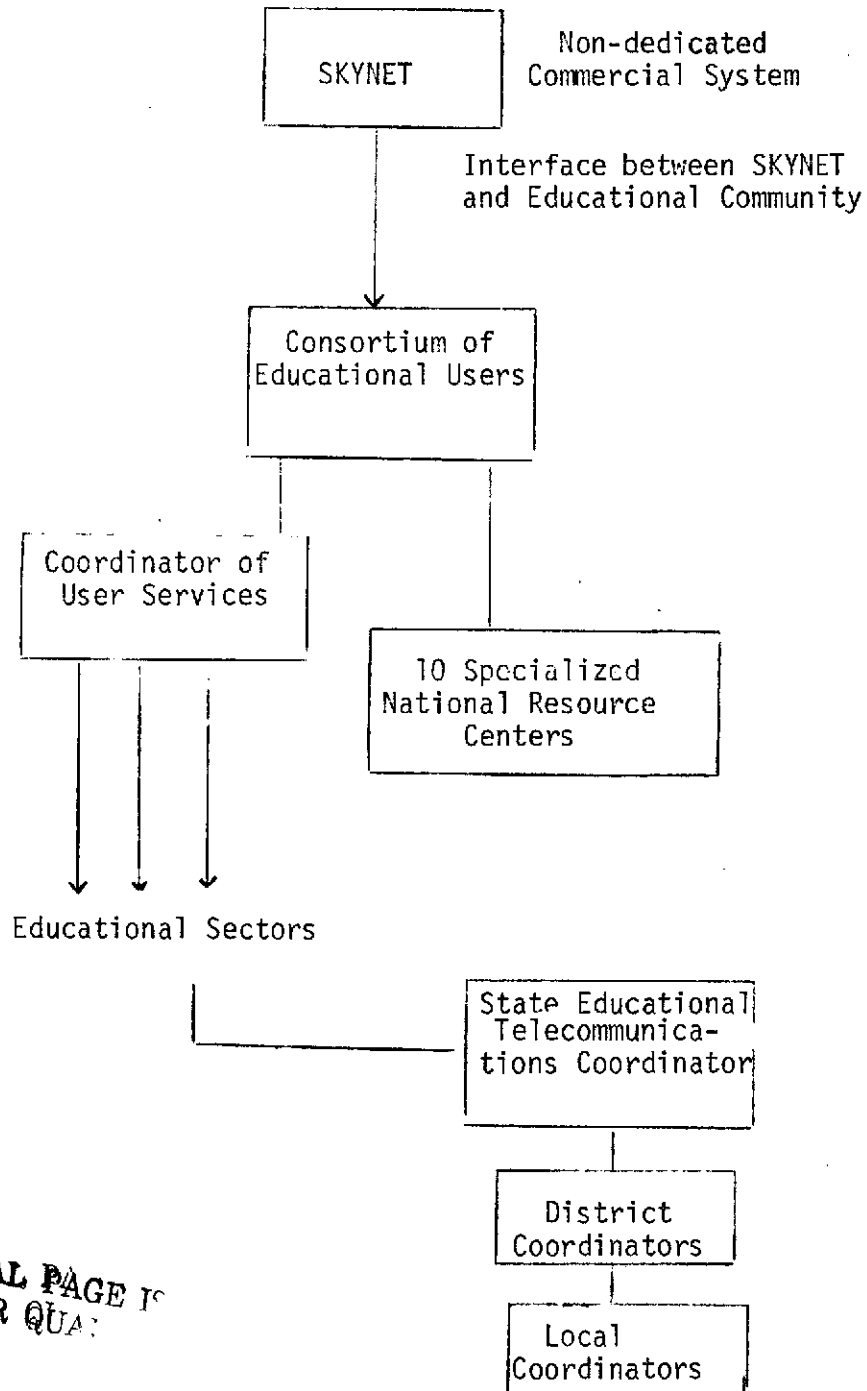 SKYNET
Non-dedicated
Commercial System
Interface between SKYNET
and Educational Community
Consortium of
Educational Users
Coordinator of
User Services
10 Specialized
National Resource
Centers
Educational Sectors
State Educational
Telecommunica-
tions Coordinator
District
Coordinators
Local
Coordinators
PAGE